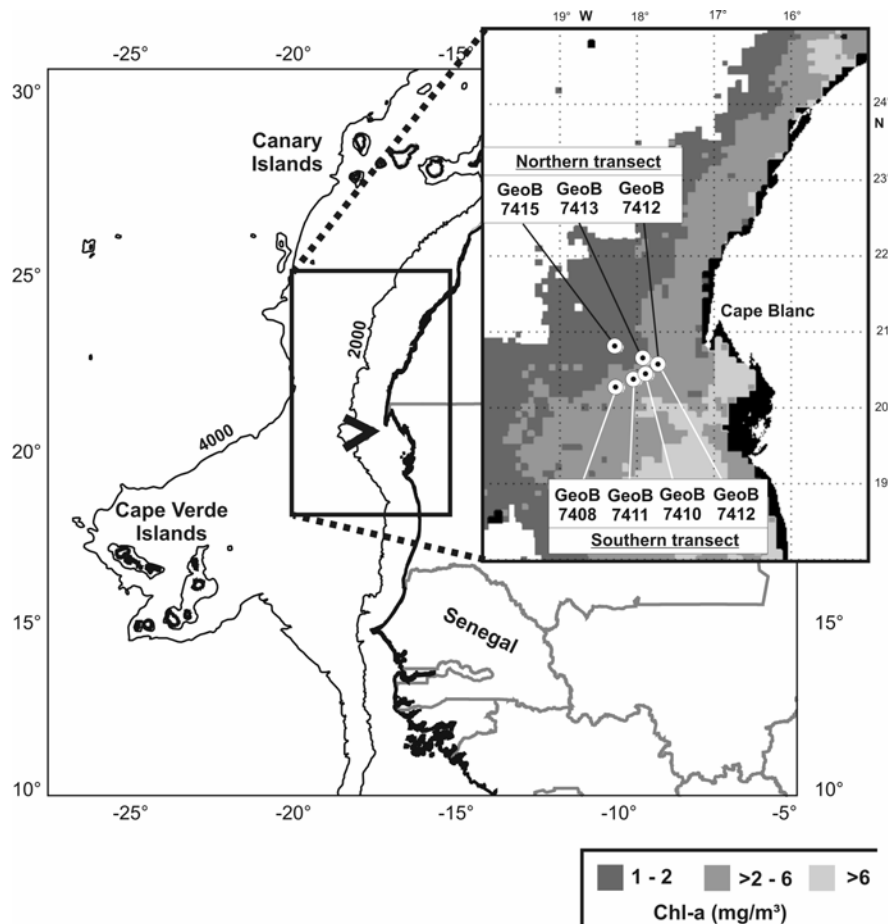 19° W 18° 17° 16°
-25° -20° -15°
30°
25°
20°
15°
10°
Canary
Islands
24°
N
23°
22°
21°
20°
19
Northern transect
GeoB GeoB GeoB
7415 7413 7412
Cape Blanc
2000
4000
GeoB GeoB GeoB GeoB
7408 7411 7410 7412
Southern transect
Cape Verde
Islands
Senegal
15°
10°
-25° -20° -15° -10° -5°
1 - 2 >2 - 6 >6
Chl-a (mg/m³)